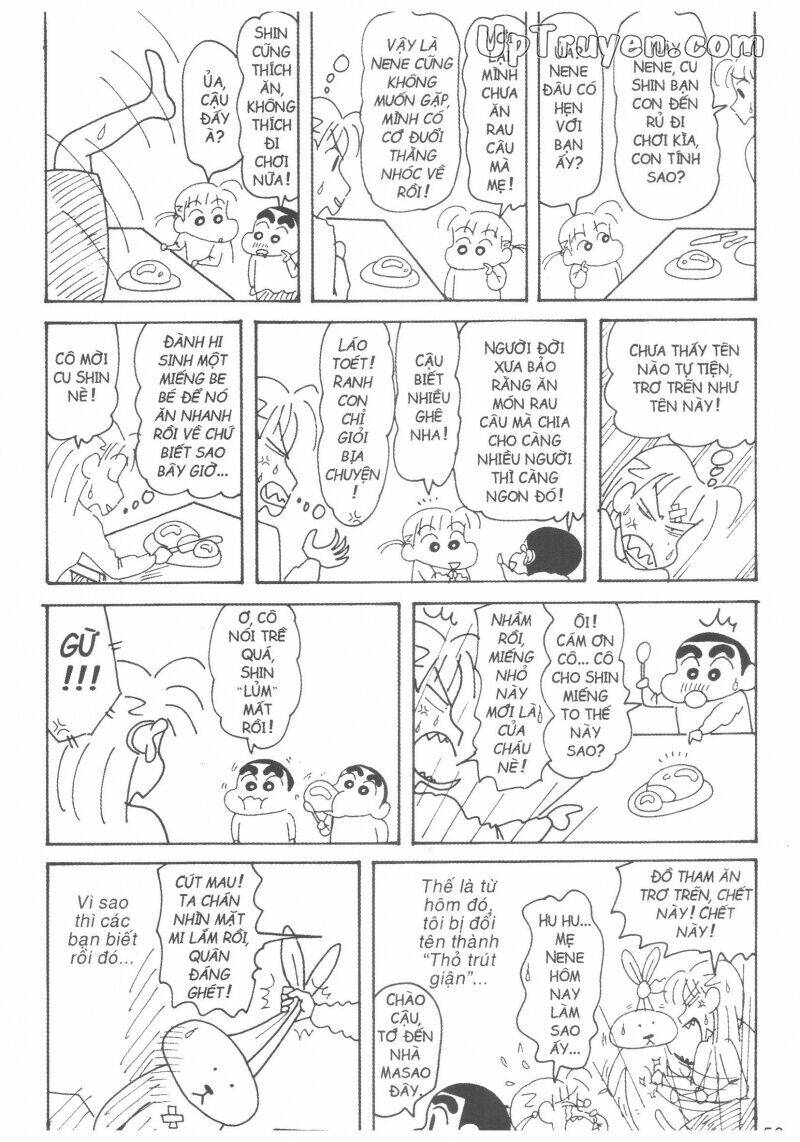 UpTruyen.com
NENE, CU
SHIN BẠN
CON ĐẾN
RỦ ĐI
CHƠI KÌA,
CON TÍNH
SAO?
NENE
ĐÂU CÓ
HẸN
VỚI
BẠN
ẤY?
LẠI
MÌNH
CHƯA
ĂN
RAU
CÂU
MÀ
MẸ!
VẬY LÀ
NENE CŨNG
KHÔNG
MUỐN GẶP,
MÌNH CÓ
CỚ ĐUỔI
THẰNG
NHÓC VỀ
RỒI!
SHIN
CŨNG
THÍCH
ĂN,
KHÔNG
THÍCH
ĐI
CHƠI
NỮA!
ỦA,
CẬU
ĐẤY
À?
CHƯA THẤY TÊN
NÀO TỰ TIỆN,
TRƠ TRẼN NHƯ
TÊN NÀY!
NGƯỜI ĐỜI
XƯA BẢO
RẰNG ĂN
MÓN RAU
CÂU MÀ CHIA
CHO CÀNG
NHIỀU NGƯỜI
THÌ CÀNG
NGON ĐÓ!
CẬU
BIẾT
NHIỀU
GHÊ
NHA!
LÁO
TOÉT!
RANH
CON
CHỈ
GIỎI
BỊA
CHUYỆN!
ĐÀNH HI
SINH MỘT
MIẾNG BE
BÉ ĐỂ NÓ
ĂN NHANH
RỒI VỀ CHỨ
BIẾT SAO
BÂY GIỜ...
CÔ MỜI
CU SHIN
NÈ!
ÔI!
CÁM ƠN
CÔ... CÔ
CHO SHIN
MIẾNG
TO THẾ
NÀY
SAO?
NHẦM
RỒI,
MIẾNG
NHỎ
NÀY
MỚI LÀ
CỦA
CHÁU
NÈ!
Ơ, CÔ
NÓI TRỄ
QUÁ,
SHIN
"LỦM"
MẤT
RỒI!
GỪ
!!!
ĐỒ THAM ĂN
TRƠ TRẼN, CHẾT
NÀY! CHẾT
NÀY!
HU HU...
MẸ
NENE
HÔM
NAY
LÀM
SAO
ẤY...
Thế là từ
hôm đó,
tôi bị đổi
tên thành
"Thỏ trút
giận"...
CHÀO
CẬU,
TỚ ĐẾN
NHÀ
MASAO
ĐÂY.
CÚT MAU!
TA CHÁN
NHÌN MẶT
MI LẮM RỒI,
QUÂN
ĐÁNG
GHÉT!
Vì sao
thì các
bạn biết
rồi đó...